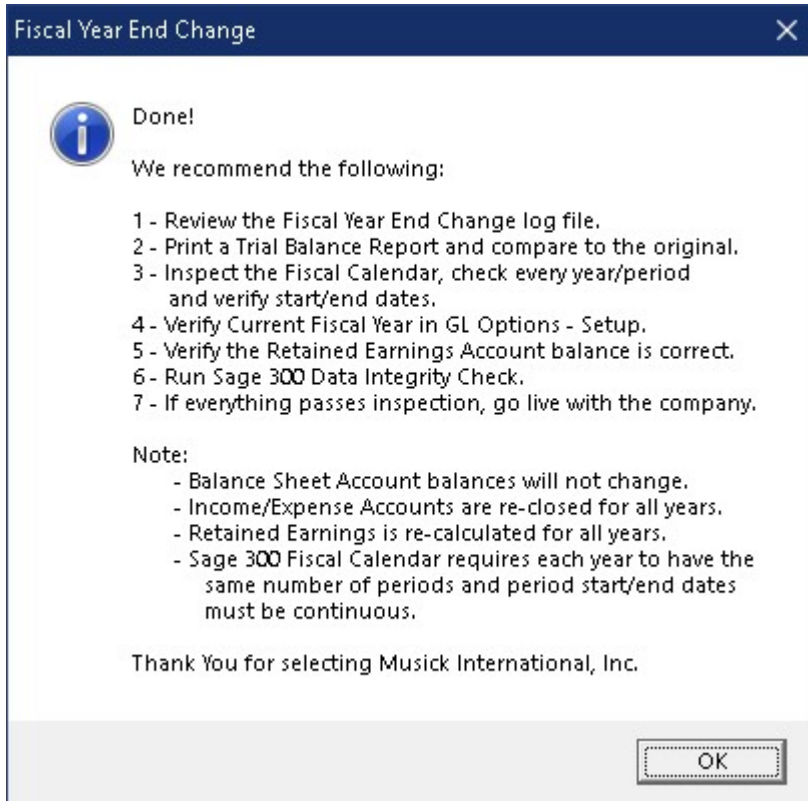 Fiscal Year End Change
Done!
We recommend the following:
1 - Review the Fiscal Year End Change log file.
2 - Print a Trial Balance Report and compare to the original.
3 - Inspect the Fiscal Calendar, check every year/period
and verify start/end dates.
4 - Verify Current Fiscal Year in GL Options - Setup.
5 - Verify the Retained Earnings Account balance is correct.
6 - Run Sage 300 Data Integrity Check.
7 - If everything passes inspection, go live with the company.
Note:
- Balance Sheet Account balances will not change.
- Income/Expense Accounts are re-closed for all years.
- Retained Earnings is re-calculated for all years.
- Sage 300 Fiscal Calendar requires each year to have the
same number of periods and period start/end dates
must be continuous.
Thank You for selecting Musick International, Inc.
OK